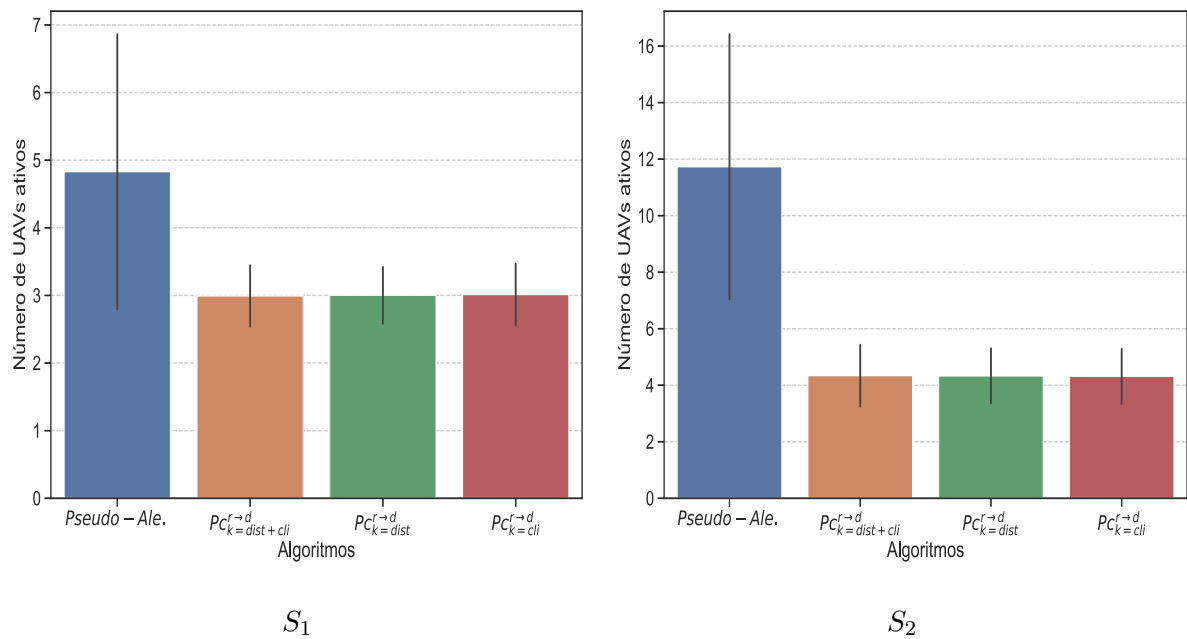 Número de UAVs ativos
7
6
5
4
3
2
1
0
Pseudo − Ale.
Pc^{r→d}_{k=dist+cli}
Pc^{r→d}_{k=dist}
Pc^{r→d}_{k=cli}
Algoritmos
S_1
Número de UAVs ativos
16
14
12
10
8
6
4
2
0
Pseudo − Ale.
Pc^{r→d}_{k=dist+cli}
Pc^{r→d}_{k=dist}
Pc^{r→d}_{k=cli}
Algoritmos
S_2